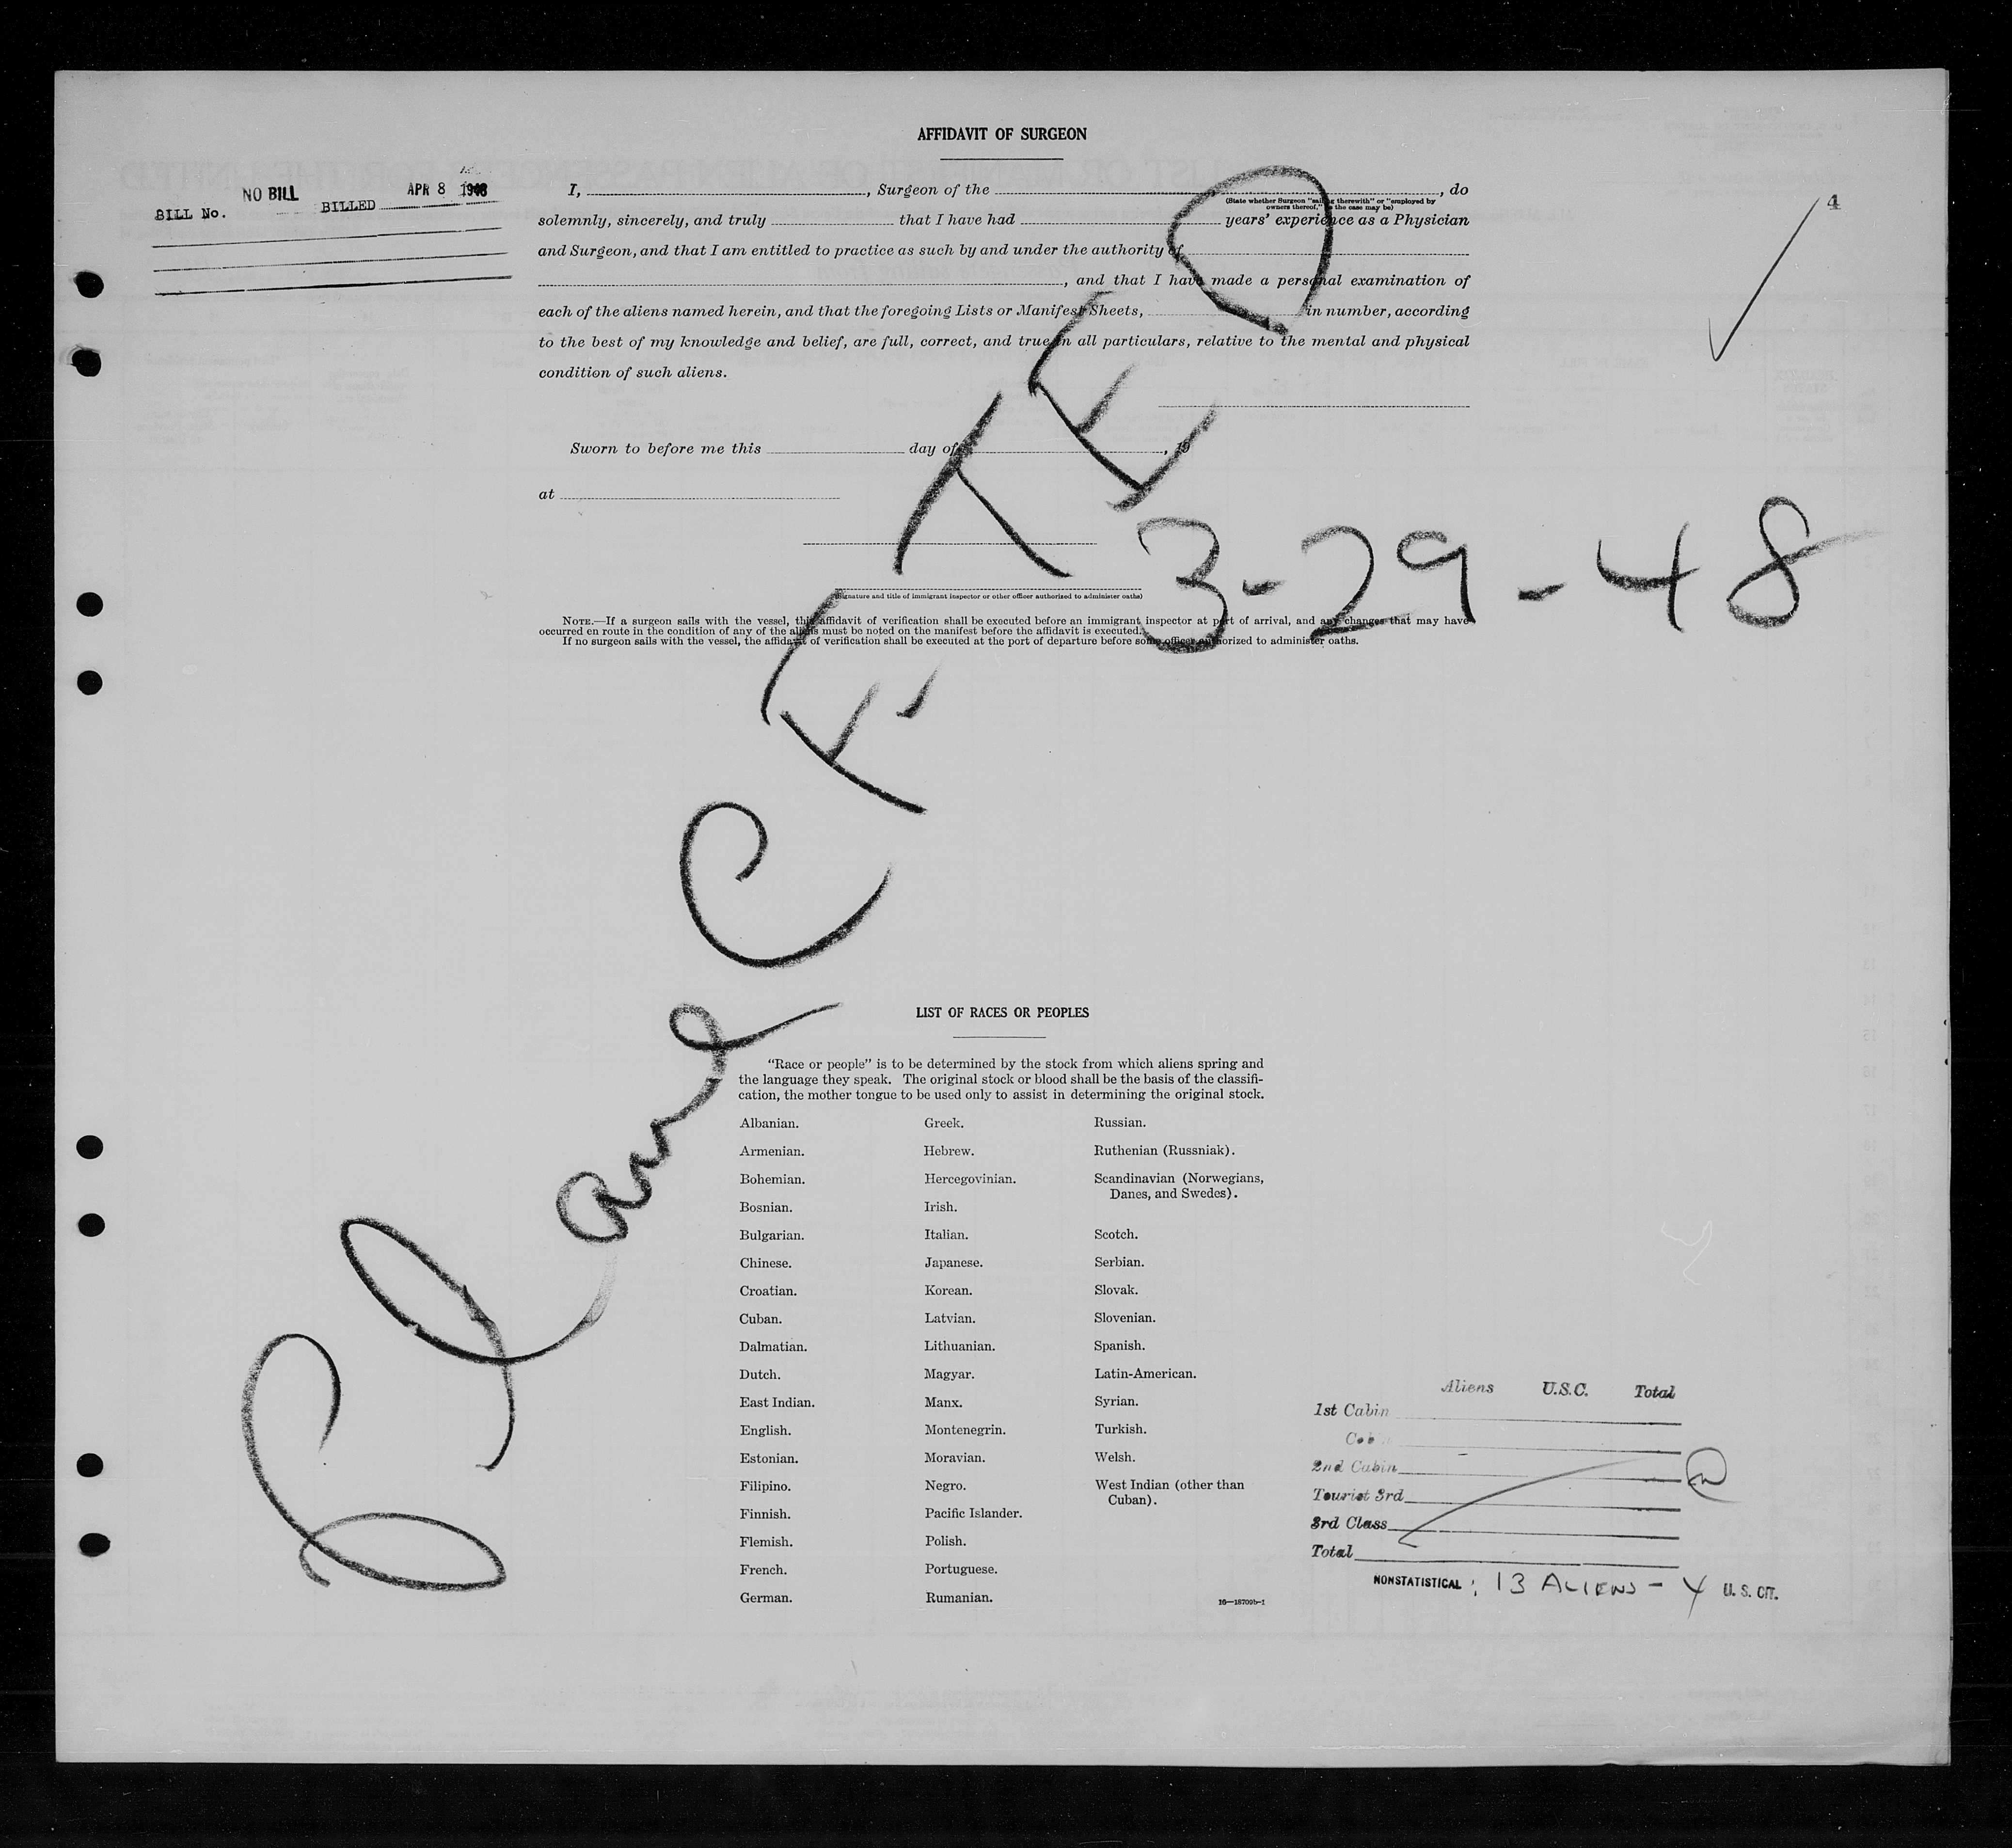 AFFIDAVIT OF SURGEON
NO BILL APR 8 1948
BILL No. BILLED
4
I, , Surgeon of the , do
(State whether Surgeon "sailing therewith" or "employed by
owners thereof," as the case may be)
solemnly, sincerely, and truly that I have had years' experience as a Physician
and Surgeon, and that I am entitled to practice as such by and under the authority of
, and that I have made a personal examination of
each of the aliens named herein, and that the foregoing Lists or Manifest Sheets, in number, according
to the best of my knowledge and belief, are full, correct, and true in all particulars, relative to the mental and physical
condition of such aliens.
Sworn to before me this day of , 19
at
(Signature and title of immigrant inspector or other officer authorized to administer oaths)
3-29-48
NOTE.—If a surgeon sails with the vessel, this affidavit of verification shall be executed before an immigrant inspector at port of arrival, and any changes that may have
occurred en route in the condition of any of the aliens must be noted on the manifest before the affidavit is executed.
If no surgeon sails with the vessel, the affidavit of verification shall be executed at the port of departure before some officer authorized to administer oaths.
LIST OF RACES OR PEOPLES
"Race or people" is to be determined by the stock from which aliens spring and
the language they speak. The original stock or blood shall be the basis of the classifi-
cation, the mother tongue to be used only to assist in determining the original stock.
Albanian. Greek. Russian.
Armenian. Hebrew. Ruthenian (Russniak).
Bohemian. Hercegovinian. Scandinavian (Norwegians,
Danes, and Swedes).
Bosnian. Irish.
Bulgarian. Italian. Scotch.
Chinese. Japanese. Serbian.
Croatian. Korean. Slovak.
Cuban. Latvian. Slovenian.
Dalmatian. Lithuanian. Spanish.
Dutch. Magyar. Latin-American.
East Indian. Manx. Syrian.
English. Montenegrin. Turkish.
Estonian. Moravian. Welsh.
Filipino. Negro. West Indian (other than
Cuban).
Finnish. Pacific Islander.
Flemish. Polish.
French. Portuguese.
German. Rumanian.
16—18709b-1
Aliens U.S.C. Total
1st Cabin
2nd Cabin
Tourist 3rd
3rd Class
Total
NONSTATISTICAL ; 13 ALIENS - 4 U. S. CIT.